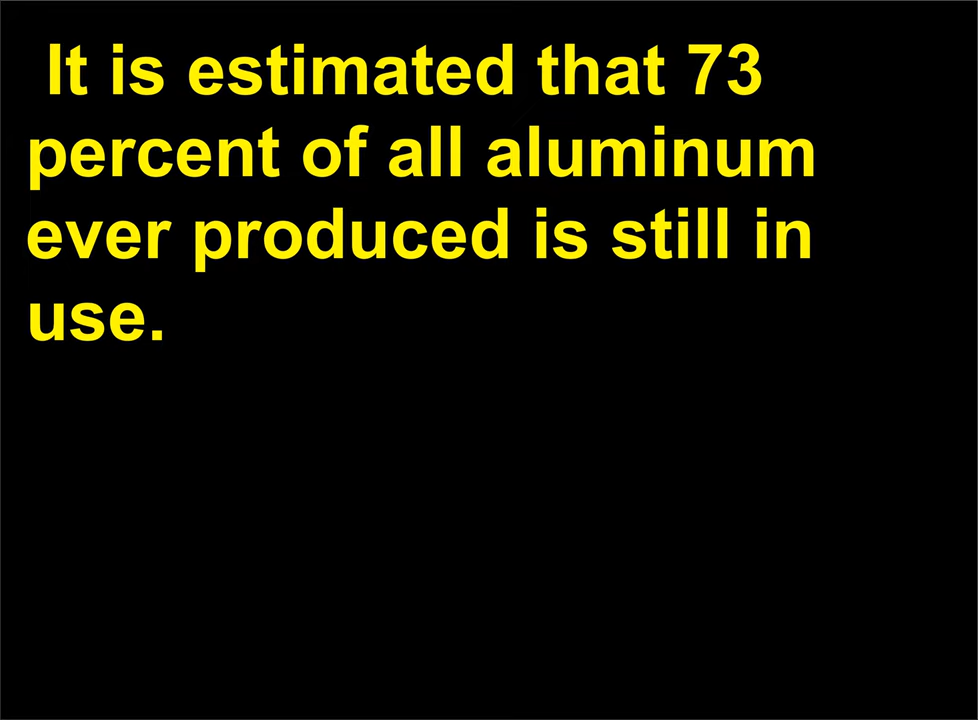 It is estimated that 73
percent of all aluminum
ever produced is still in
use.